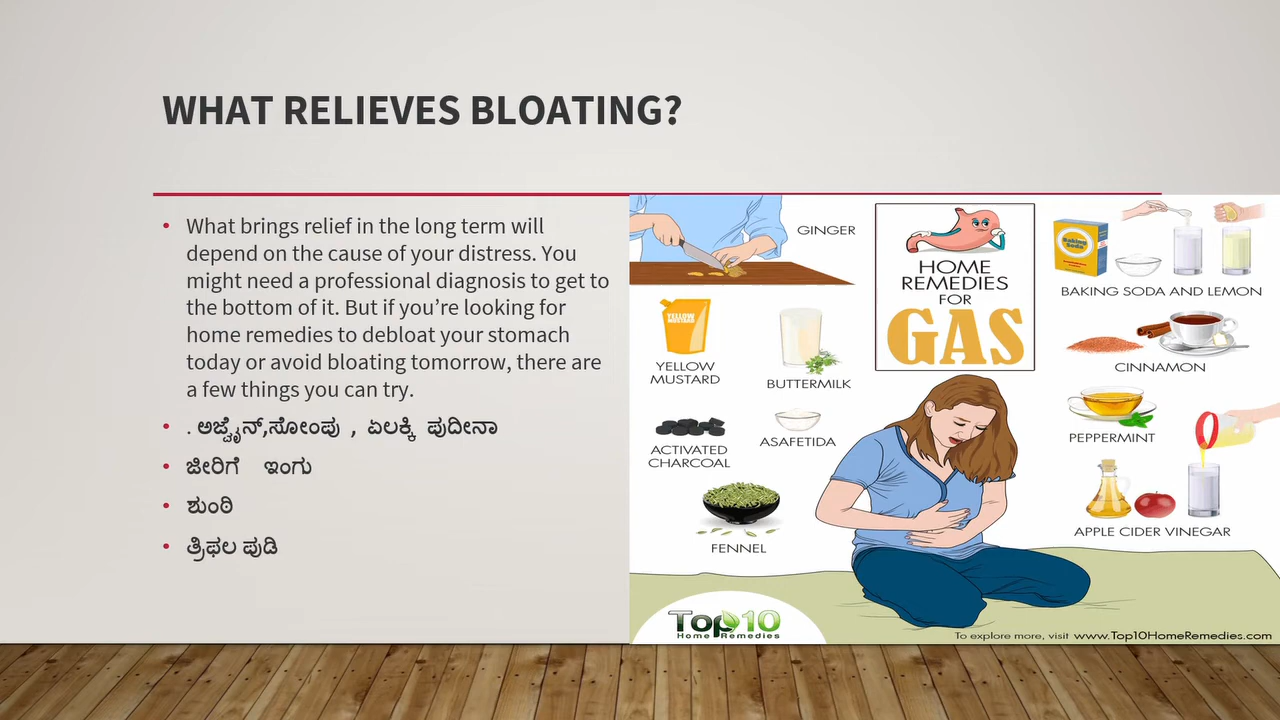 WHAT RELIEVES BLOATING?
• What brings relief in the long term will
depend on the cause of your distress. You
might need a professional diagnosis to get to
the bottom of it. But if you’re looking for
home remedies to debloat your stomach
today or avoid bloating tomorrow, there are
a few things you can try.
• . ಅಜ್ವೈನ್,ಸೋಂಪು , ಏಲಕ್ಕಿ ಪುದೀನಾ
• ಜೀರಿಗೆ ಇಂಗು
• ಶುಂಠಿ
• ತ್ರಿಫಲ ಪುಡಿ
GINGER
HOME
REMEDIES
FOR
GAS
Baking
Soda
BAKING SODA AND LEMON
YELLOW
MUSTARD
YELLOW
MUSTARD
BUTTERMILK
CINNAMON
ACTIVATED
CHARCOAL
ASAFETIDA
PEPPERMINT
FENNEL
APPLE CIDER VINEGAR
Top10
Home Remedies
To explore more, visit www.Top10HomeRemedies.com